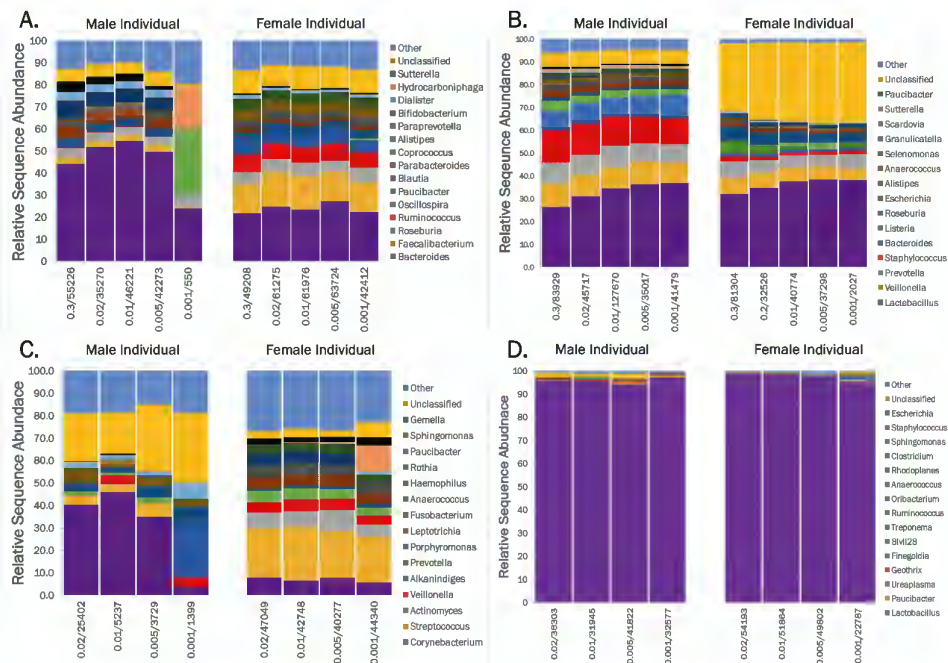 A.
Male Individual
Female Individual
Relative Sequence Abundance
100
90
80
70
60
50
40
30
20
10
0
0.3/55226
0.02/35270
0.01/46221
0.005/42273
0.001/550
0.3/49208
0.02/61275
0.01/61976
0.005/63724
0.001/42412
Other
Unclassified
Sutterella
Hydrocarboniphaga
Dialister
Bifidobacterium
Paraprevotella
Alistipes
Coprococcus
Parabacteroides
Blautia
Paucibacter
Oscillospira
Ruminococcus
Roseburia
Faecalibacterium
Bacteroides
B.
Male Individual
Female Individual
Relative Sequence Abundance
100.0
90.0
80.0
70.0
60.0
50.0
40.0
30.0
20.0
10.0
0.0
0.3/83929
0.02/45717
0.01/127670
0.005/35017
0.001/41479
0.3/81304
0.2/32526
0.01/40774
0.005/37298
0.001/2027
Other
Unclassified
Paucibacter
Sutterella
Scardovia
Granulicatella
Selenomonas
Anaerococcus
Alistipes
Escherichia
Roseburia
Listeria
Bacteroides
Staphylococcus
Prevotella
Veillonella
Lactobacillus
C.
Male Individual
Female Individual
Relative Sequence Abundace
100.0
90.0
80.0
70.0
60.0
50.0
40.0
30.0
20.0
10.0
0.0
0.02/25402
0.01/5237
0.005/3729
0.001/1399
0.02/47049
0.01/42748
0.005/40277
0.001/44340
Other
Unclassified
Gemella
Sphingomonas
Paucibacter
Rothia
Haemophilus
Anaerococcus
Fusobacterium
Leptotrichia
Porphyromonas
Prevotella
Alkanindiges
Veillonella
Actinomyces
Streptococcus
Corynebacterium
D.
Male Individual
Female Individual
Relative Sequence Abudnace
100
90
80
70
60
50
40
30
20
10
0
0.02/38303
0.01/31945
0.005/41822
0.001/32577
0.02/54193
0.01/51864
0.005/49802
0.001/22787
Other
Unclassified
Escherichia
Staphylococcus
Sphingomonas
Clostridium
Rhodoplanes
Anaerococcus
Oribacterium
Ruminococcus
Treponema
Finegoldia
Geothrix
Ureaplasma
Paucibacter
Lactobacillus